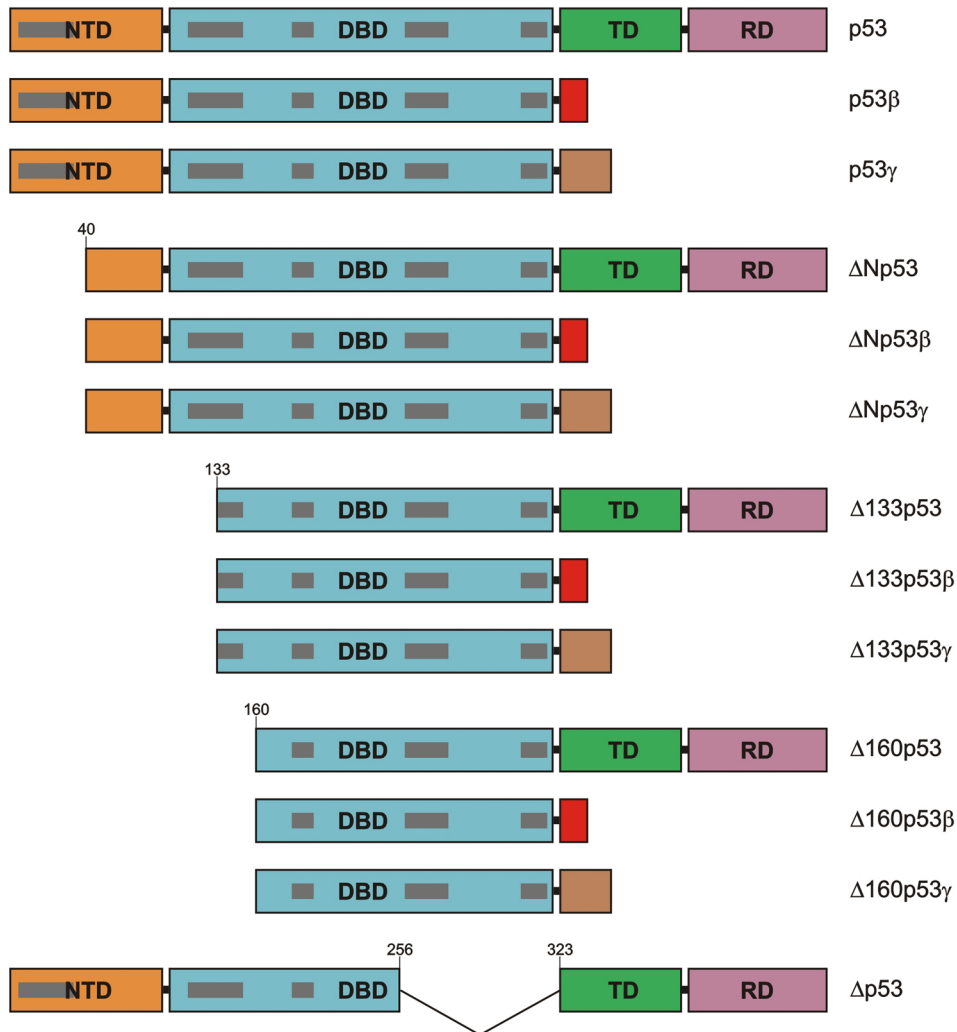 NTD DBD TD RD p53
NTD DBD p53β
NTD DBD p53γ
40
DBD TD RD ΔNp53
DBD ΔNp53β
DBD ΔNp53γ
133
DBD TD RD Δ133p53
DBD Δ133p53β
DBD Δ133p53γ
160
DBD TD RD Δ160p53
DBD Δ160p53β
DBD Δ160p53γ
256 323
NTD DBD TD RD Δp53